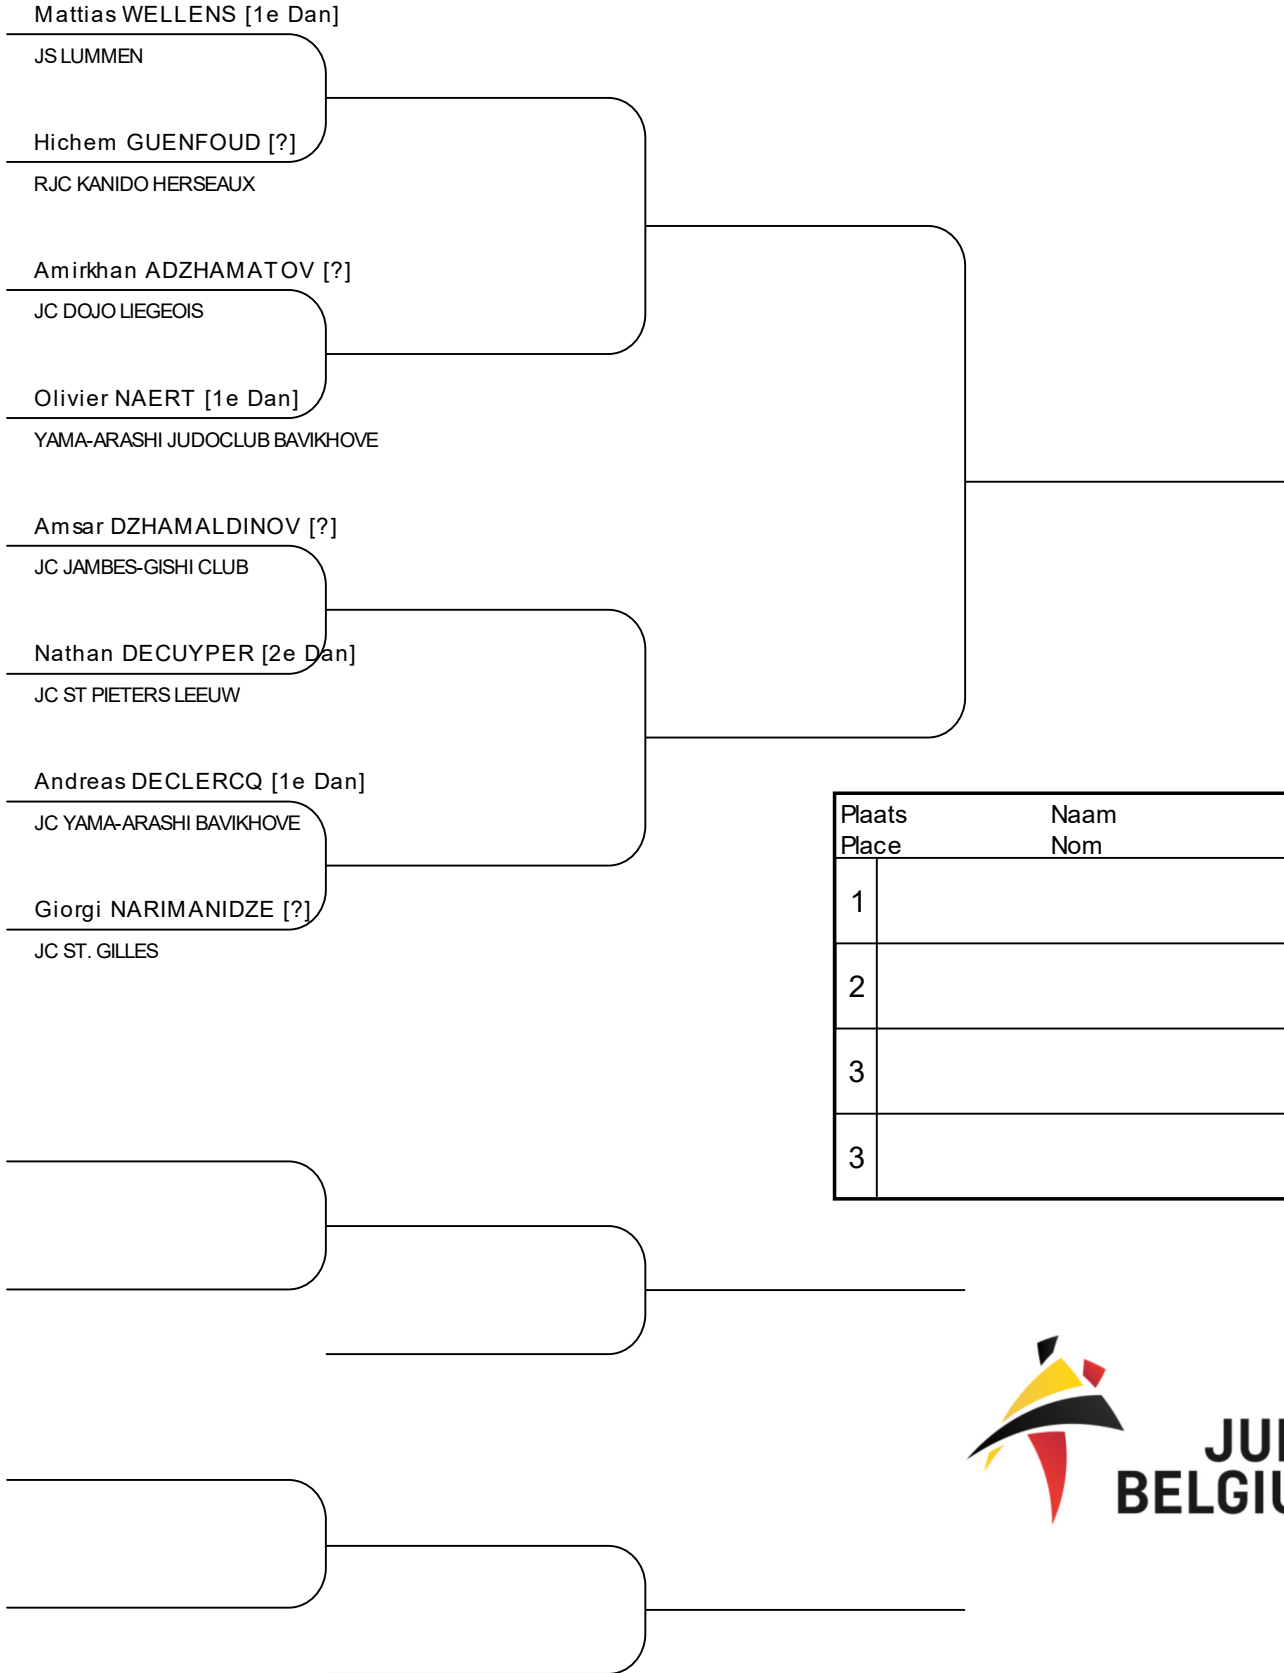 Mattias WELLENS [1e Dan]
JS LUMMEN
Hichem GUENFOUD [?]
RJC KANIDO HERSEAUX
Amirkhan ADZHAMATOV [?]
JC DOJO LIEGEOIS
Olivier NAERT [1e Dan]
YAMA-ARASHI JUDOCLUB BAVIKHOVE
Amsar DZHAMALDINOV [?]
JC JAMBES-GISHI CLUB
Nathan DECUYPER [2e Dan]
JC ST PIETERS LEEUW
Andreas DECLERCQ [1e Dan]
JC YAMA-ARASHI BAVIKHOVE
Giorgi NARIMANIDZE [?]
JC ST. GILLES
Plaats Naam
Place Nom
1
2
3
3
JU
BELGIU